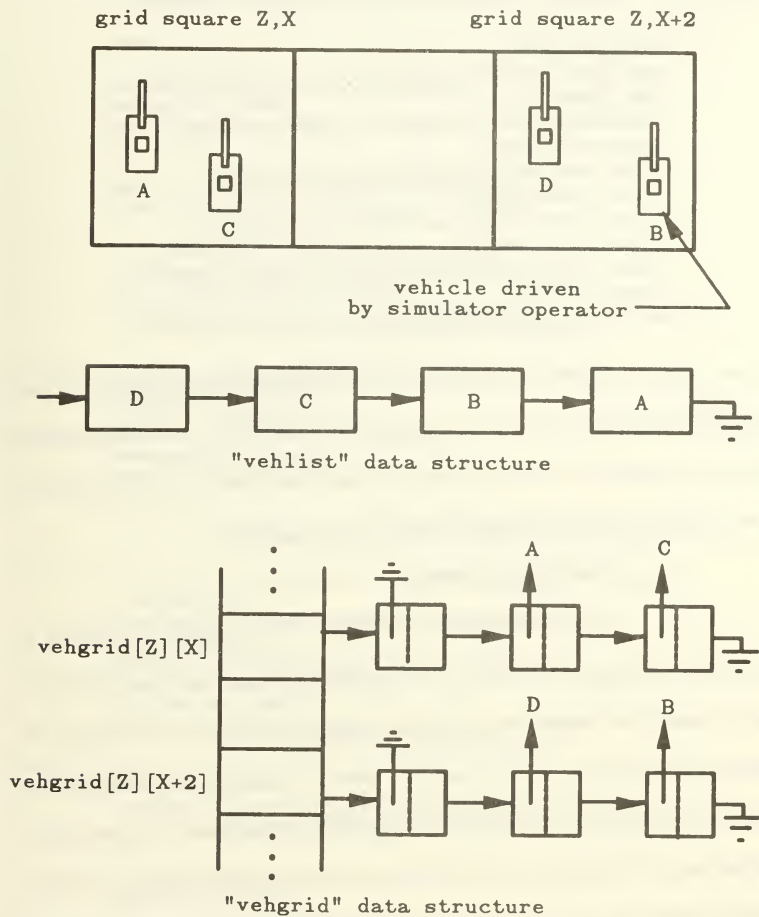 grid square Z,X
grid square Z,X+2
A
C
D
B
vehicle driven
by simulator operator
D
C
B
A
"vehlist" data structure
A
C
vehgrid[Z][X]
D
B
vehgrid[Z][X+2]
"vehgrid" data structure